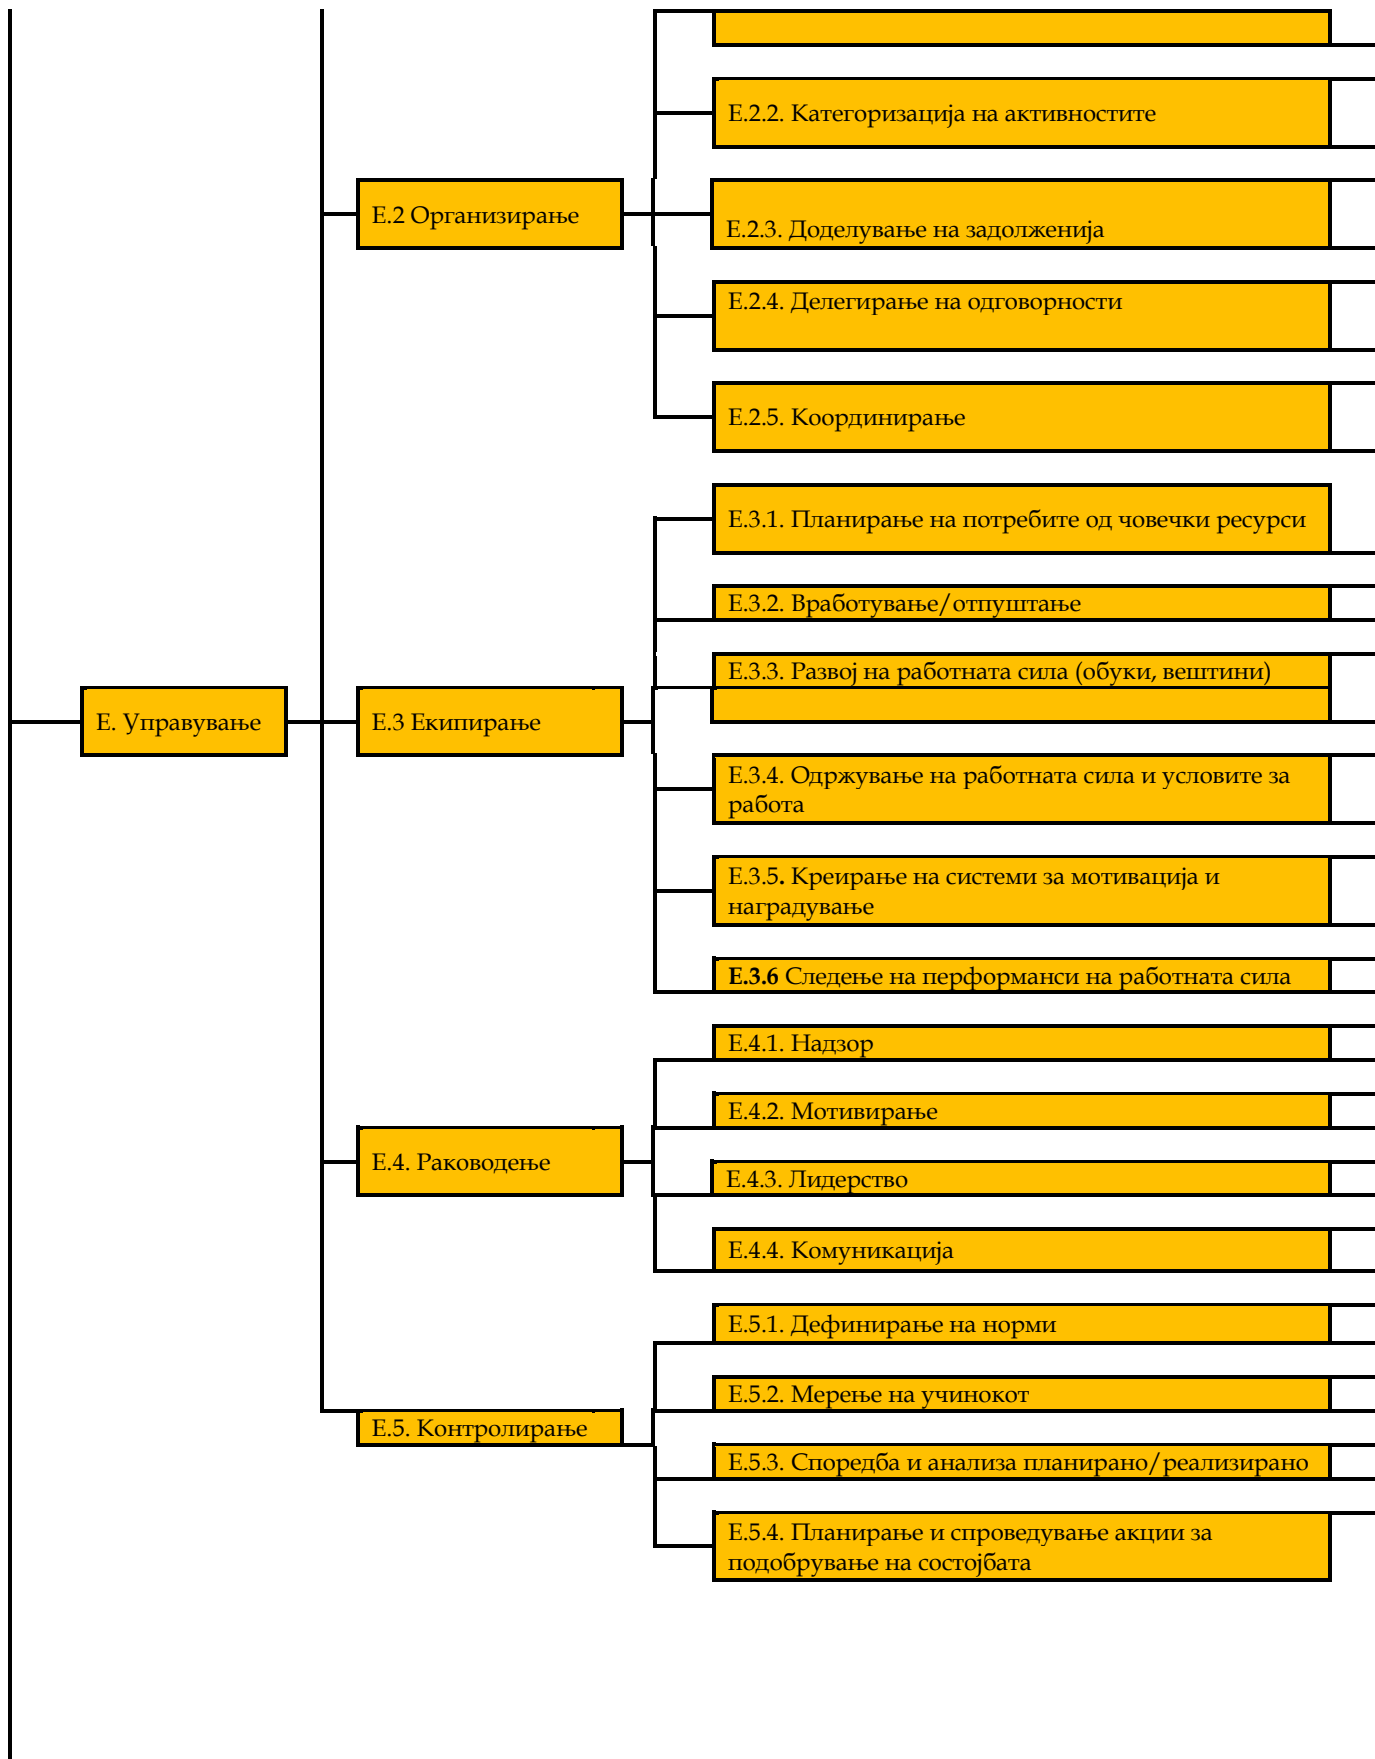 Е.2.2. Категоризација на активностите
Е.2 Организирање
Е.2.3. Доделување на задолженија
Е.2.4. Делегирање на одговорности
Е.2.5. Координирање
Е.3.1. Планирање на потребите од човечки ресурси
Е.3.2. Вработување/отпуштање
Е.3.3. Развој на работната сила (обуки, вештини)
Е. Управување
Е.3 Екипирање
Е.3.4. Одржување на работната сила и условите за
работа
Е.3.5. Креирање на системи за мотивација и
наградување
Е.3.6 Следење на перформанси на работната сила
Е.4.1. Надзор
Е.4.2. Мотивирање
Е.4. Раководење
Е.4.3. Лидерство
Е.4.4. Комуникација
Е.5.1. Дефинирање на норми
Е.5.2. Мерење на учинокот
Е.5. Контролирање
Е.5.3. Споредба и анализа планирано/реализирано
Е.5.4. Планирање и спроведување акции за
подобрување на состојбата